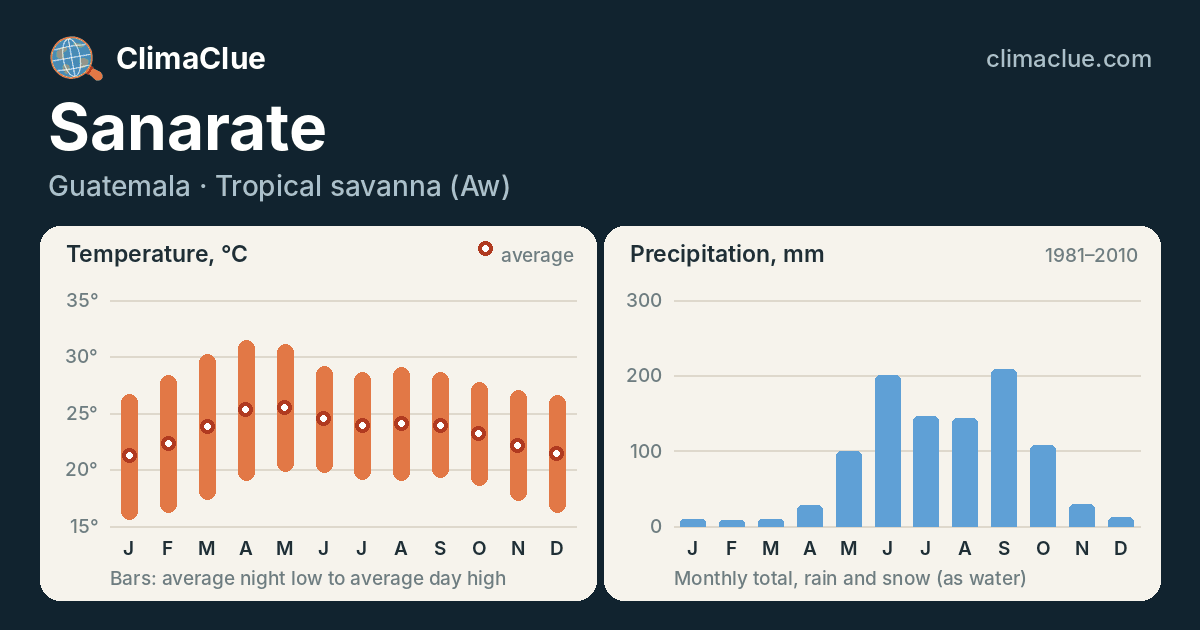 ClimaClue
climaclue.com
Sanarate
Guatemala · Tropical savanna (Aw)
Temperature, °C
average
35°
30°
25°
20°
15°
J F M A M J J A S O N D
Bars: average night low to average day high
Precipitation, mm
1981–2010
300
200
100
0
J F M A M J J A S O N D
Monthly total, rain and snow (as water)